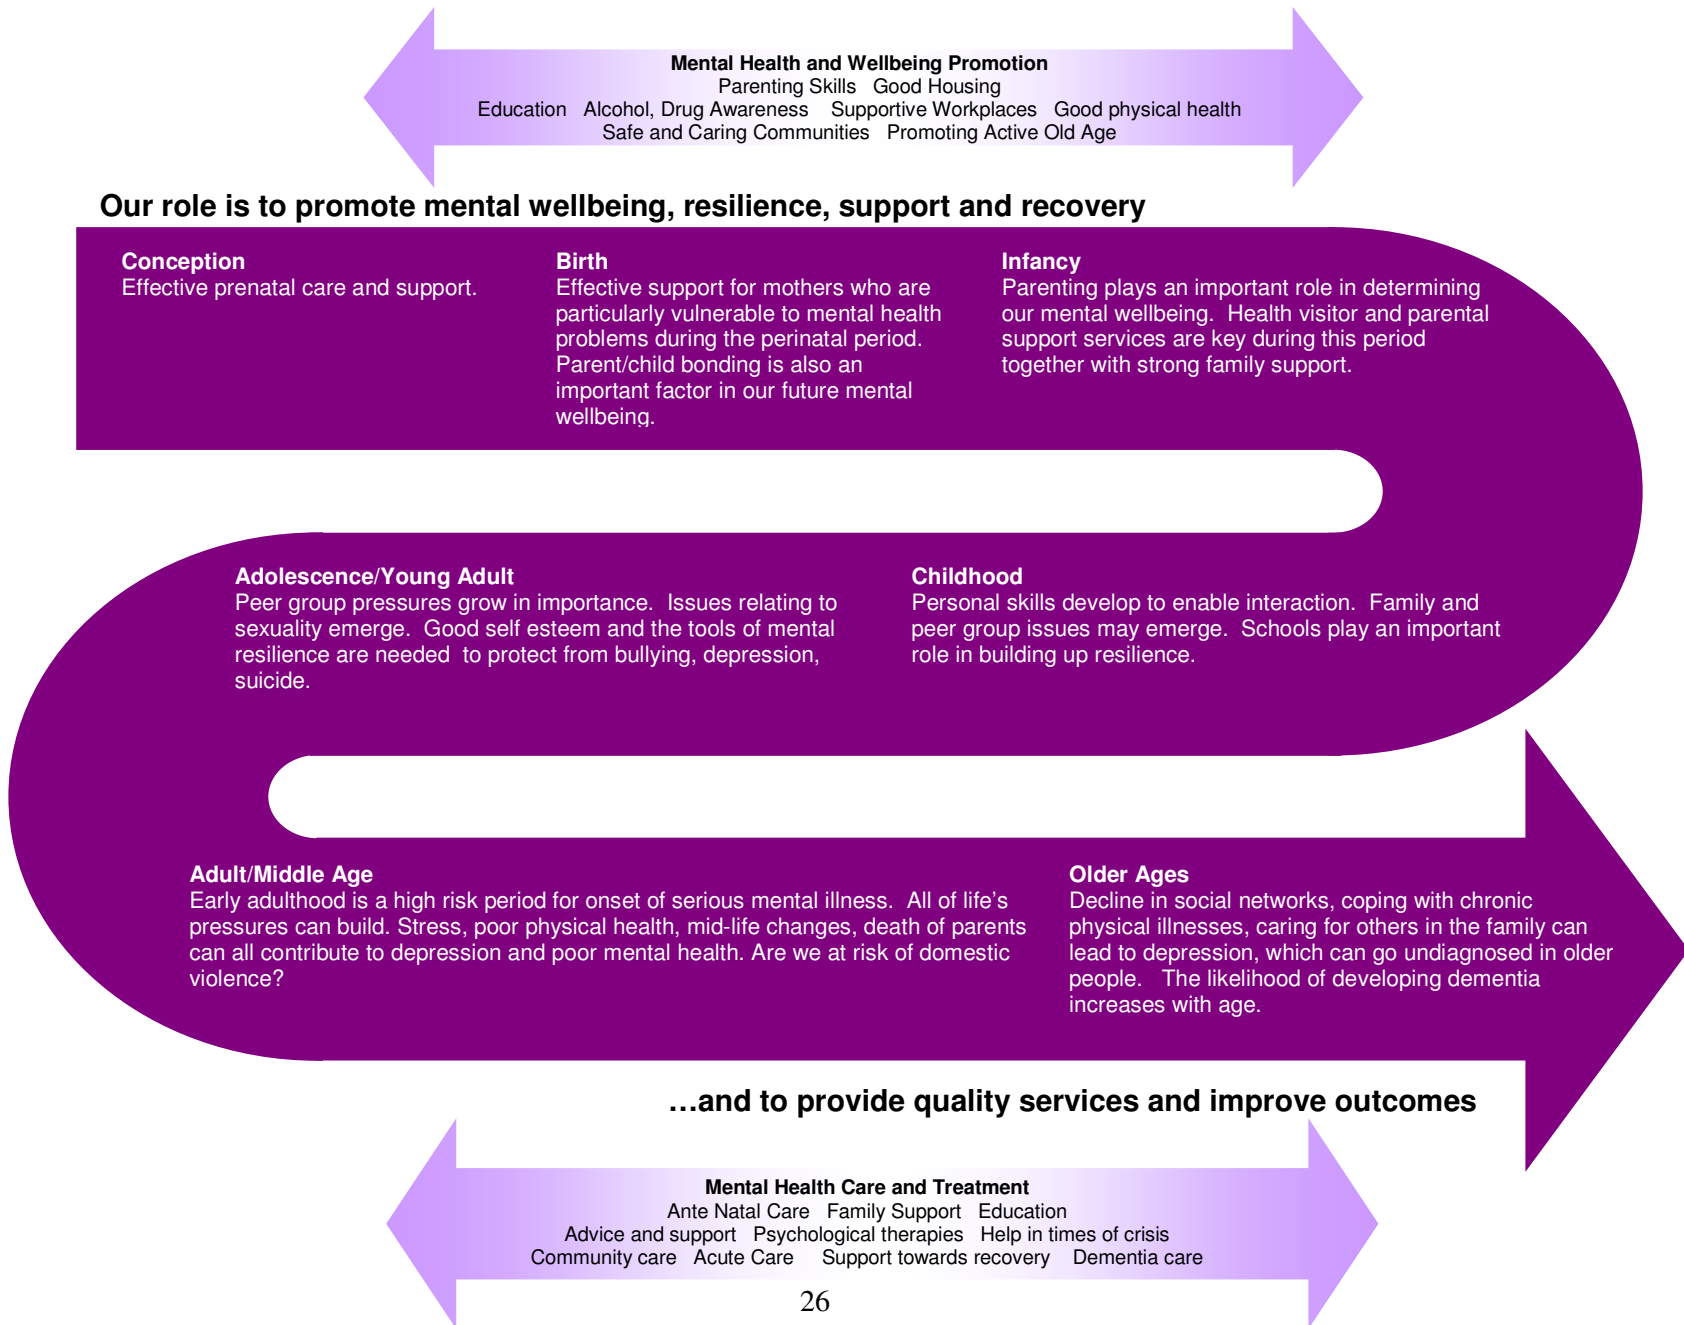 Mental Health and Wellbeing Promotion
Parenting Skills Good Housing
Education Alcohol, Drug Awareness Supportive Workplaces Good physical health
Safe and Caring Communities Promoting Active Old Age
Our role is to promote mental wellbeing, resilience, support and recovery
Conception
Effective prenatal care and support.
Birth
Effective support for mothers who are
particularly vulnerable to mental health
problems during the perinatal period.
Parent/child bonding is also an
important factor in our future mental
wellbeing.
Infancy
Parenting plays an important role in determining
our mental wellbeing. Health visitor and parental
support services are key during this period
together with strong family support.
Childhood
Personal skills develop to enable interaction. Family and
peer group issues may emerge. Schools play an important
role in building up resilience.
Adolescence/Young Adult
Peer group pressures grow in importance. Issues relating to
sexuality emerge. Good self esteem and the tools of mental
resilience are needed to protect from bullying, depression,
suicide.
Adult/Middle Age
Early adulthood is a high risk period for onset of serious mental illness. All of life's
pressures can build. Stress, poor physical health, mid-life changes, death of parents
can all contribute to depression and poor mental health. Are we at risk of domestic
violence?
Older Ages
Decline in social networks, coping with chronic
physical illnesses, caring for others in the family can
lead to depression, which can go undiagnosed in older
people. The likelihood of developing dementia
increases with age.
…and to provide quality services and improve outcomes
Mental Health Care and Treatment
Ante Natal Care Family Support Education
Advice and support Psychological therapies Help in times of crisis
Community care Acute Care Support towards recovery Dementia care
26